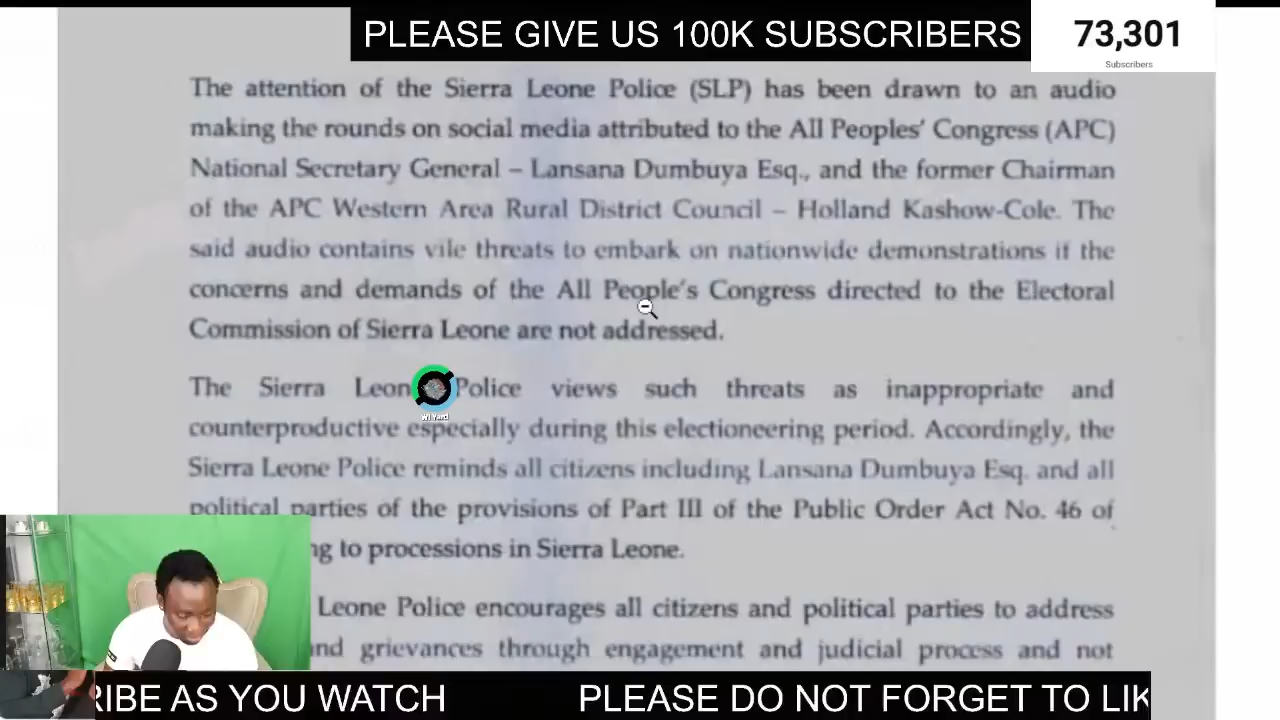 PLEASE GIVE US 100K SUBSCRIBERS
73,301
Subscribers
The attention of the Sierra Leone Police (SLP) has been drawn to an audio
making the rounds on social media attributed to the All Peoples' Congress (APC)
National Secretary General – Lansana Dumbuya Esq., and the former Chairman
of the APC Western Area Rural District Council – Holland Kashow-Cole. The
said audio contains vile threats to embark on nationwide demonstrations if the
concerns and demands of the All People's Congress directed to the Electoral
Commission of Sierra Leone are not addressed.
The Sierra Leon Police views such threats as inappropriate and
counterproductive especially during this electioneering period. Accordingly, the
Sierra Leone Police reminds all citizens including Lansana Dumbuya Esq. and all
political parties of the provisions of Part III of the Public Order Act No. 46 of
ng to processions in Sierra Leone.
Leone Police encourages all citizens and political parties to address
nd grievances through engagement and judicial process and not
RIBE AS YOU WATCH PLEASE DO NOT FORGET TO LIK